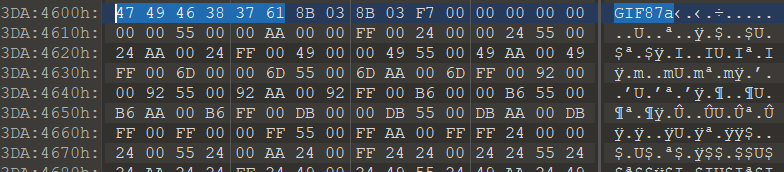 3DA:4600h: 47 49 46 38 37 61 8B 03 8B 03 F7 00 00 00 00 00 GIF87a‹.‹.÷.....
3DA:4610h: 00 00 55 00 00 AA 00 00 FF 00 24 00 00 24 55 00 ..U..ª..ÿ.$..$U.
3DA:4620h: 24 AA 00 24 FF 00 49 00 00 49 55 00 49 AA 00 49 $ª.$ÿ.I..IU.Iª.I
3DA:4630h: FF 00 6D 00 00 6D 55 00 6D AA 00 6D FF 00 92 00 ÿ.m..mU.mª.mÿ.’.
3DA:4640h: 00 92 55 00 92 AA 00 92 FF 00 B6 00 00 B6 55 00 .’U.’ª.’ÿ.¶..¶U.
3DA:4650h: B6 AA 00 B6 FF 00 DB 00 00 DB 55 00 DB AA 00 DB ¶ª.¶ÿ.Û..ÛU.Ûª.Û
3DA:4660h: FF 00 FF 00 00 FF 55 00 FF AA 00 FF FF 24 00 00 ÿ.ÿ..ÿU.ÿª.ÿÿ$..
3DA:4670h: 24 00 55 24 00 AA 24 00 FF 24 24 00 24 24 55 24 $.U$.ª$.ÿ$$.$$U$